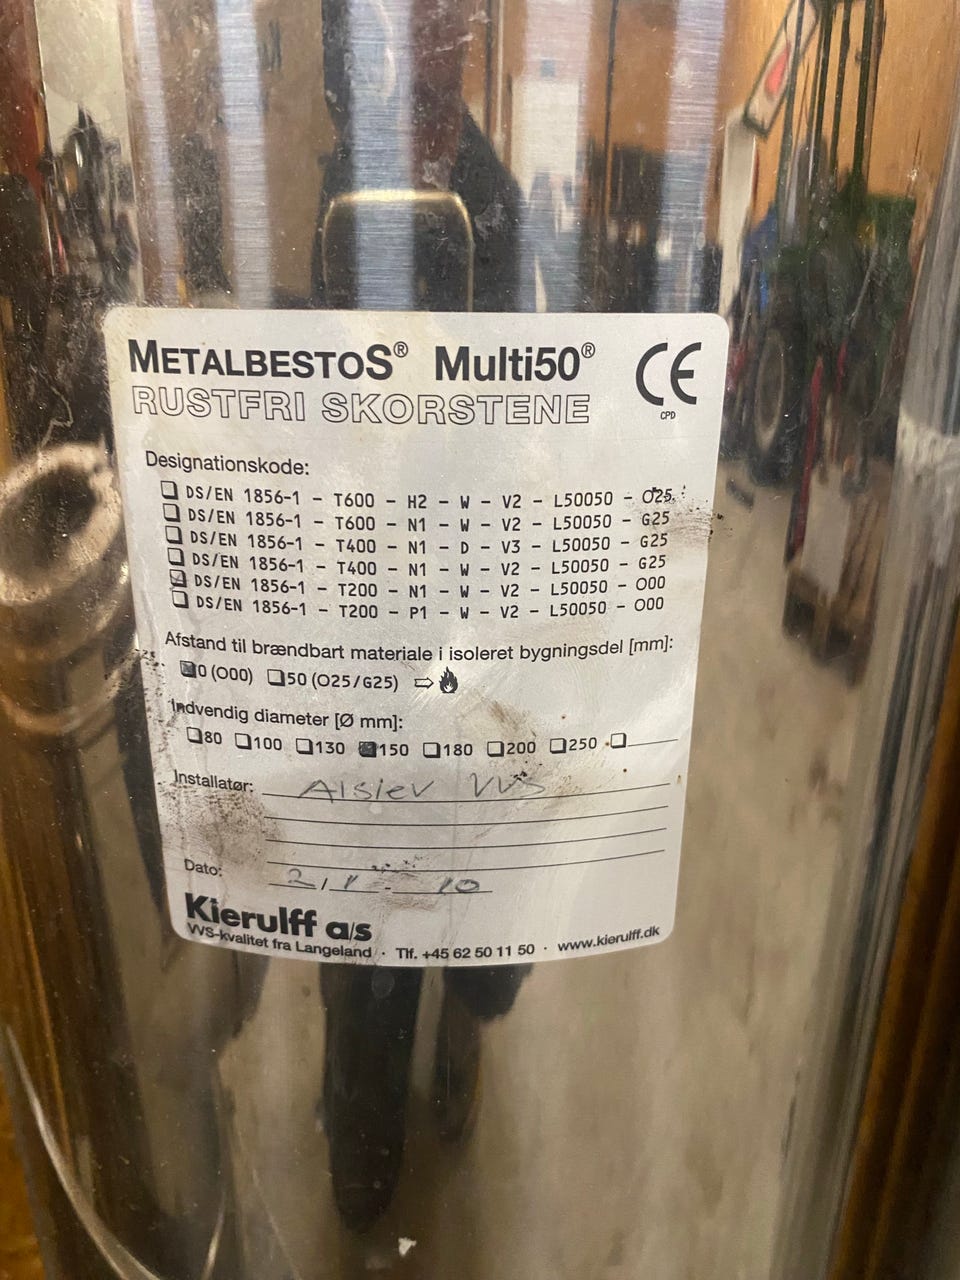 METALBESTOS® Multi50® CE
RUSTFRI SKORSTENE CPD
Designationskode:
❏ DS/EN 1856-1 - T600 - H2 - W - V2 - L50050 - O25
❏ DS/EN 1856-1 - T600 - N1 - W - V2 - L50050 - G25
❏ DS/EN 1856-1 - T400 - N1 - D - V3 - L50050 - G25
❏ DS/EN 1856-1 - T400 - N1 - W - V2 - L50050 - G25
☑ DS/EN 1856-1 - T200 - N1 - W - V2 - L50050 - O00
❏ DS/EN 1856-1 - T200 - P1 - W - V2 - L50050 - O00
Afstand til brændbart materiale i isoleret bygningsdel [mm]:
■0 (O00) ❏50 (O25/G25) ⇨
Indvendig diameter [Ø mm]:
❏80 ❏100 ❏130 ■150 ❏180 ❏200 ❏250 ❏
Installatør: Alslev VVS
Dato: 2/1-10
Kierulff a/s
VVS-kvalitet fra Langeland · Tlf. +45 62 50 11 50 · www.kierulff.dk